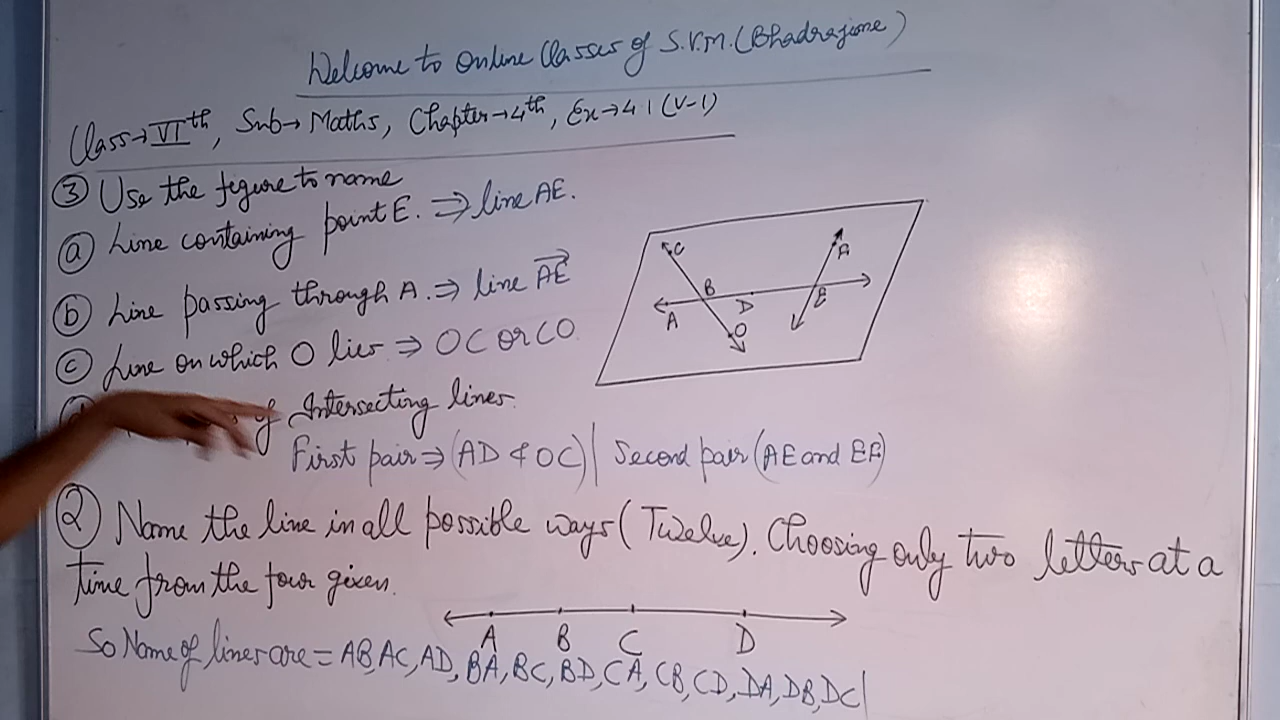 Welcome to Online Classes of S.V.M. (Bhadrajune)
Class→VIth, Sub→ Maths, Chapter→4th, Ex→4.1 (V-1)
③ Use the figure to name
ⓐ Line containing point E. ⇒ line AE.
ⓑ Line passing through A. ⇒ line AE
ⓒ Line on which O lies ⇒ OC or CO
of Intersecting lines.
First pair ⇒ (AD & OC) | Second pair (AE and EF)
C
F
B
D
E
A
O
② Name the line in all possible ways (Twelve). Choosing only two letters at a
time from the four given.
A B C D
So Name of lines are = AB, AC, AD, BA, BC, BD, CA, CB, CD, DA, DB, DC|